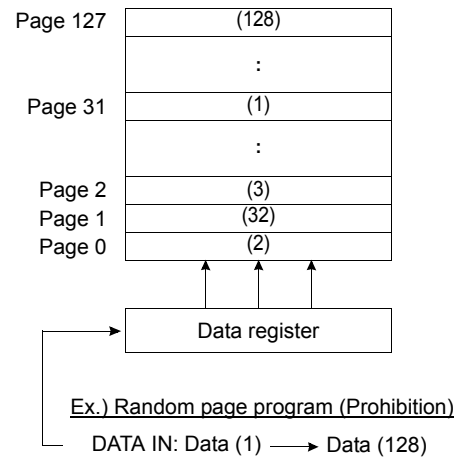 Page 127 (128)
:
Page 31 (1)
:
Page 2 (3)
Page 1 (32)
Page 0 (2)
Data register
Ex.) Random page program (Prohibition)
DATA IN: Data (1) → Data (128)